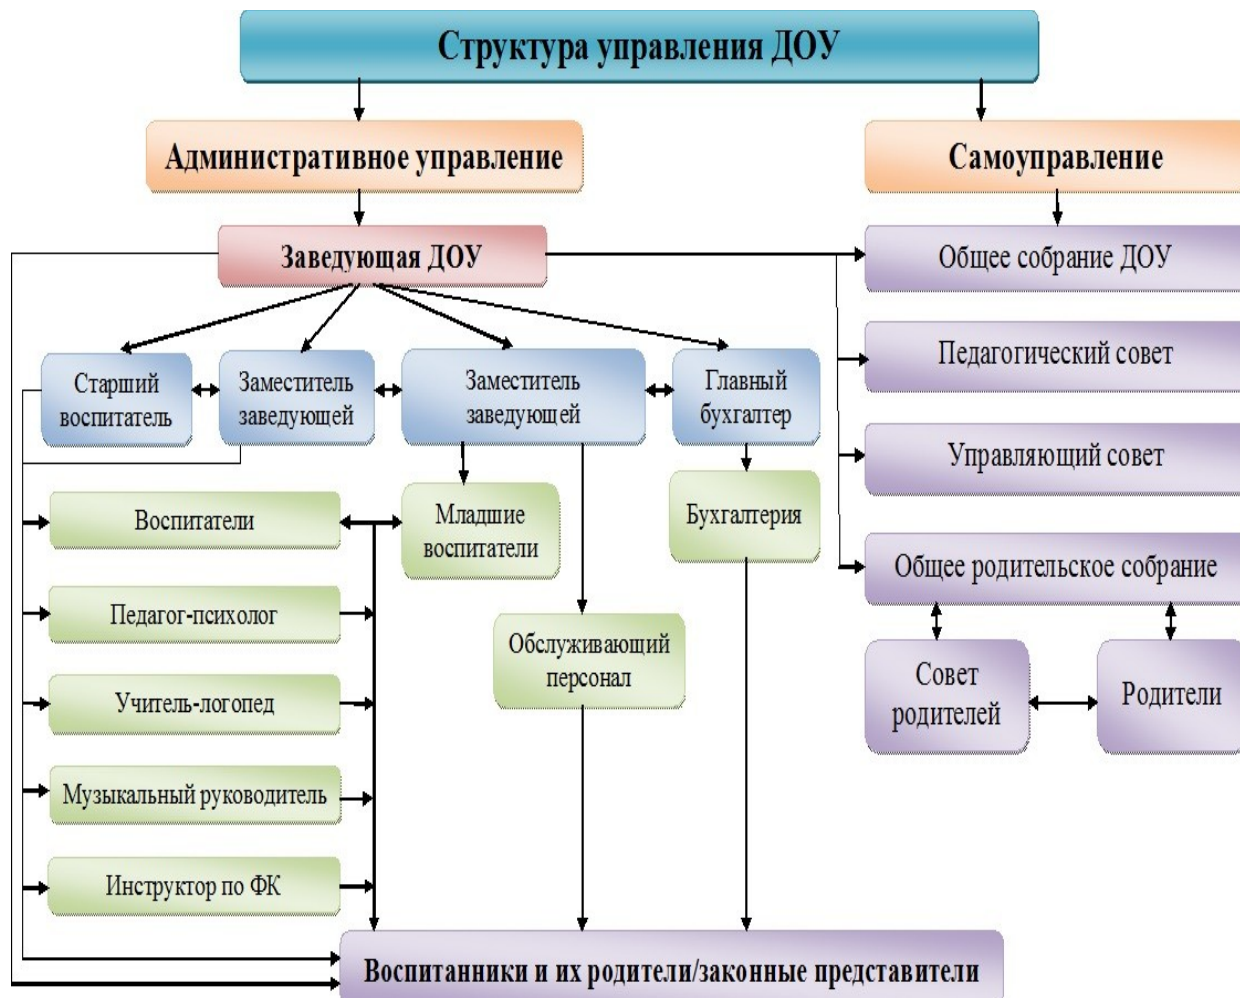 Структура управления ДОУ
Административное управление
Самоуправление
Заведующая ДОУ
Общее собрание ДОУ
Педагогический совет
Старший
воспитатель
Заместитель
заведующей
Заместитель
заведующей
Главный
бухгалтер
Управляющий совет
Воспитатели
Младшие
воспитатели
Бухгалтерия
Общее родительское собрание
Педагог-психолог
Обслуживающий
персонал
Совет
родителей
Родители
Учитель-логопед
Музыкальный руководитель
Инструктор по ФК
Воспитанники и их родители/законные представители